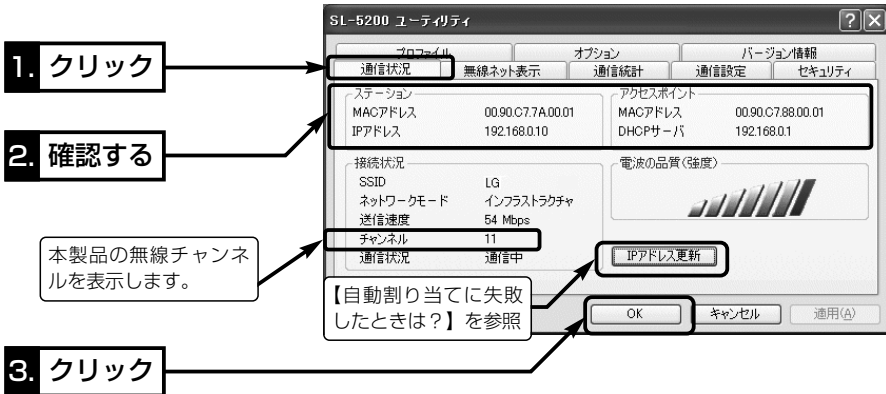 SL-5200 ユーティリティ
プロファイル オプション バージョン情報
通信状況 無線ネット表示 通信統計 通信設定 セキュリティ
1. クリック
ステーション アクセスポイント
MACアドレス 00.90.C7.7A.00.01 MACアドレス 00.90.C7.88.00.01
IPアドレス 192.168.0.10 DHCPサーバ 192.168.0.1
2. 確認する
接続状況 電波の品質(強度)
SSID LG
ネットワークモード インフラストラクチャ
送信速度 54 Mbps
チャンネル 11
通信状況 通信中
IPアドレス更新
本製品の無線チャンネ
ルを表示します。
【自動割り当てに失敗
したときは?】を参照
OK キャンセル 適用(A)
3. クリック